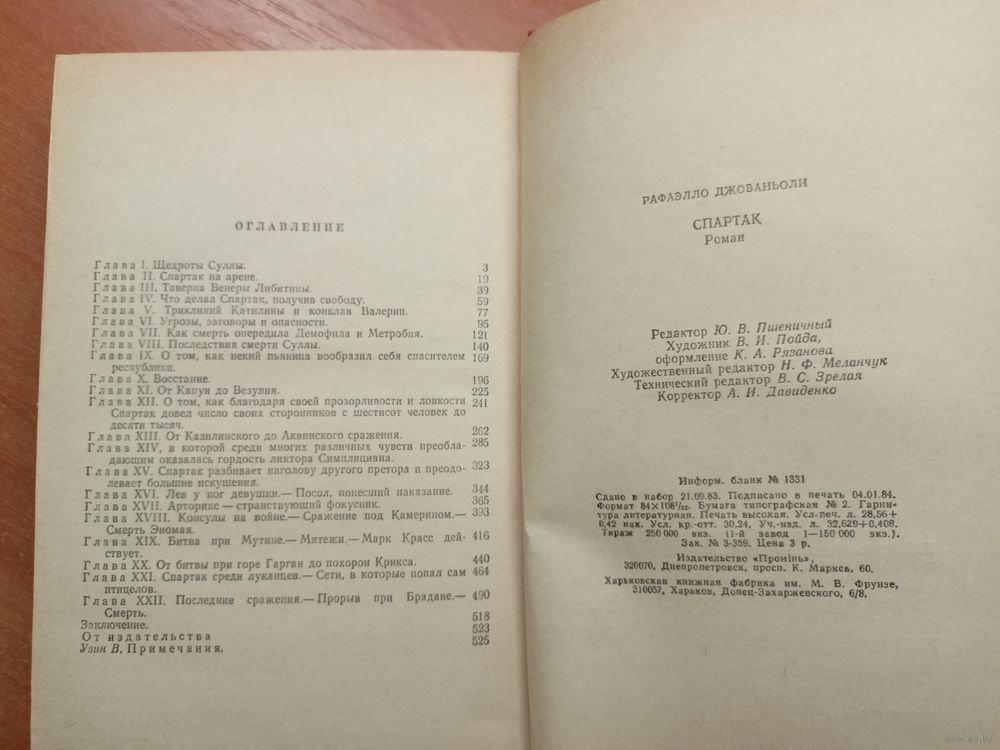 ОГЛАВЛЕНИЕ
Глава I. Щедроты Суллы. 3
Глава II. Спартак на арене. 19
Глава III. Таверна Венеры Либитины. 39
Глава IV. Что делал Спартак, получив свободу. 59
Глава V. Триклиний Катилины и конклав Валерии. 77
Глава VI. Угрозы, заговоры и опасности. 95
Глава VII. Как смерть опередила Демофила и Метробия. 121
Глава VIII. Последствия смерти Суллы. 140
Глава IX. О том, как некий пьяница вообразил себя спасителем 169
республики.
Глава X. Восстание. 196
Глава XI. От Капуи до Везувия. 225
Глава XII. О том, как благодаря своей прозорливости и ловкости 241
Спартак довел число своих сторонников с шестисот человек до
десяти тысяч.
Глава XIII. От Казилинского до Аквинского сражения. 262
Глава XIV, в которой среди многих различных чувств преобла- 285
дающим оказалась гордость ликтора Симплициана.
Глава XV. Спартак разбивает наголову другого претора и преодо- 323
левает большие искушения.
Глава XVI. Лев у ног девушки.— Посол, понесший наказание. 344
Глава XVII. Арторикс — странствующий фокусник. 365
Глава XVIII. Консулы на войне.— Сражение под Камерином.— 393
Смерть Эномая.
Глава XIX. Битва при Мутине.— Мятежи.— Марк Красс дей- 416
ствует.
Глава XX. От битвы при горе Гарган до похорон Крикса. 440
Глава XXI. Спартак среди луканцев.— Сети, в которые попал сам 464
птицелов.
Глава XXII. Последние сражения.— Прорыв при Брадане.— 490
Смерть.
Заключение. 518
От издательства 523
Узин В. Примечания. 525
РАФАЭЛЛО ДЖОВАНЬОЛИ
СПАРТАК
Роман
Редактор Ю. В. Пшеничный
Художник В. И. Пойда,
оформление К. А. Рязанова
Художественный редактор Н. Ф. Меланчук
Технический редактор В. С. Зрелая
Корректор А. И. Давиденко
Информ. бланк № 1331
Сдано в набор 21.09.83. Подписано в печать 04.01.84.
Формат 84×108¹/₃₂. Бумага типографская № 2. Гарни-
тура литературная. Печать высокая. Усл-печ. л. 28,56+
0,42 нак. Усл. кр.-отт. 30,24. Уч.-изд. л. 32,629+0,408.
Тираж 250 000 экз. (1-й завод 1—150 000 экз.).
Зак. № 3-359. Цена 3 р.
Издательство «Промінь»,
320070, Днепропетровск, просп. К. Маркса, 60.
Харьковская книжная фабрика им. М. В. Фрунзе,
310057, Харьков, Донец-Захаржевского, 6/8.
www.ay.by